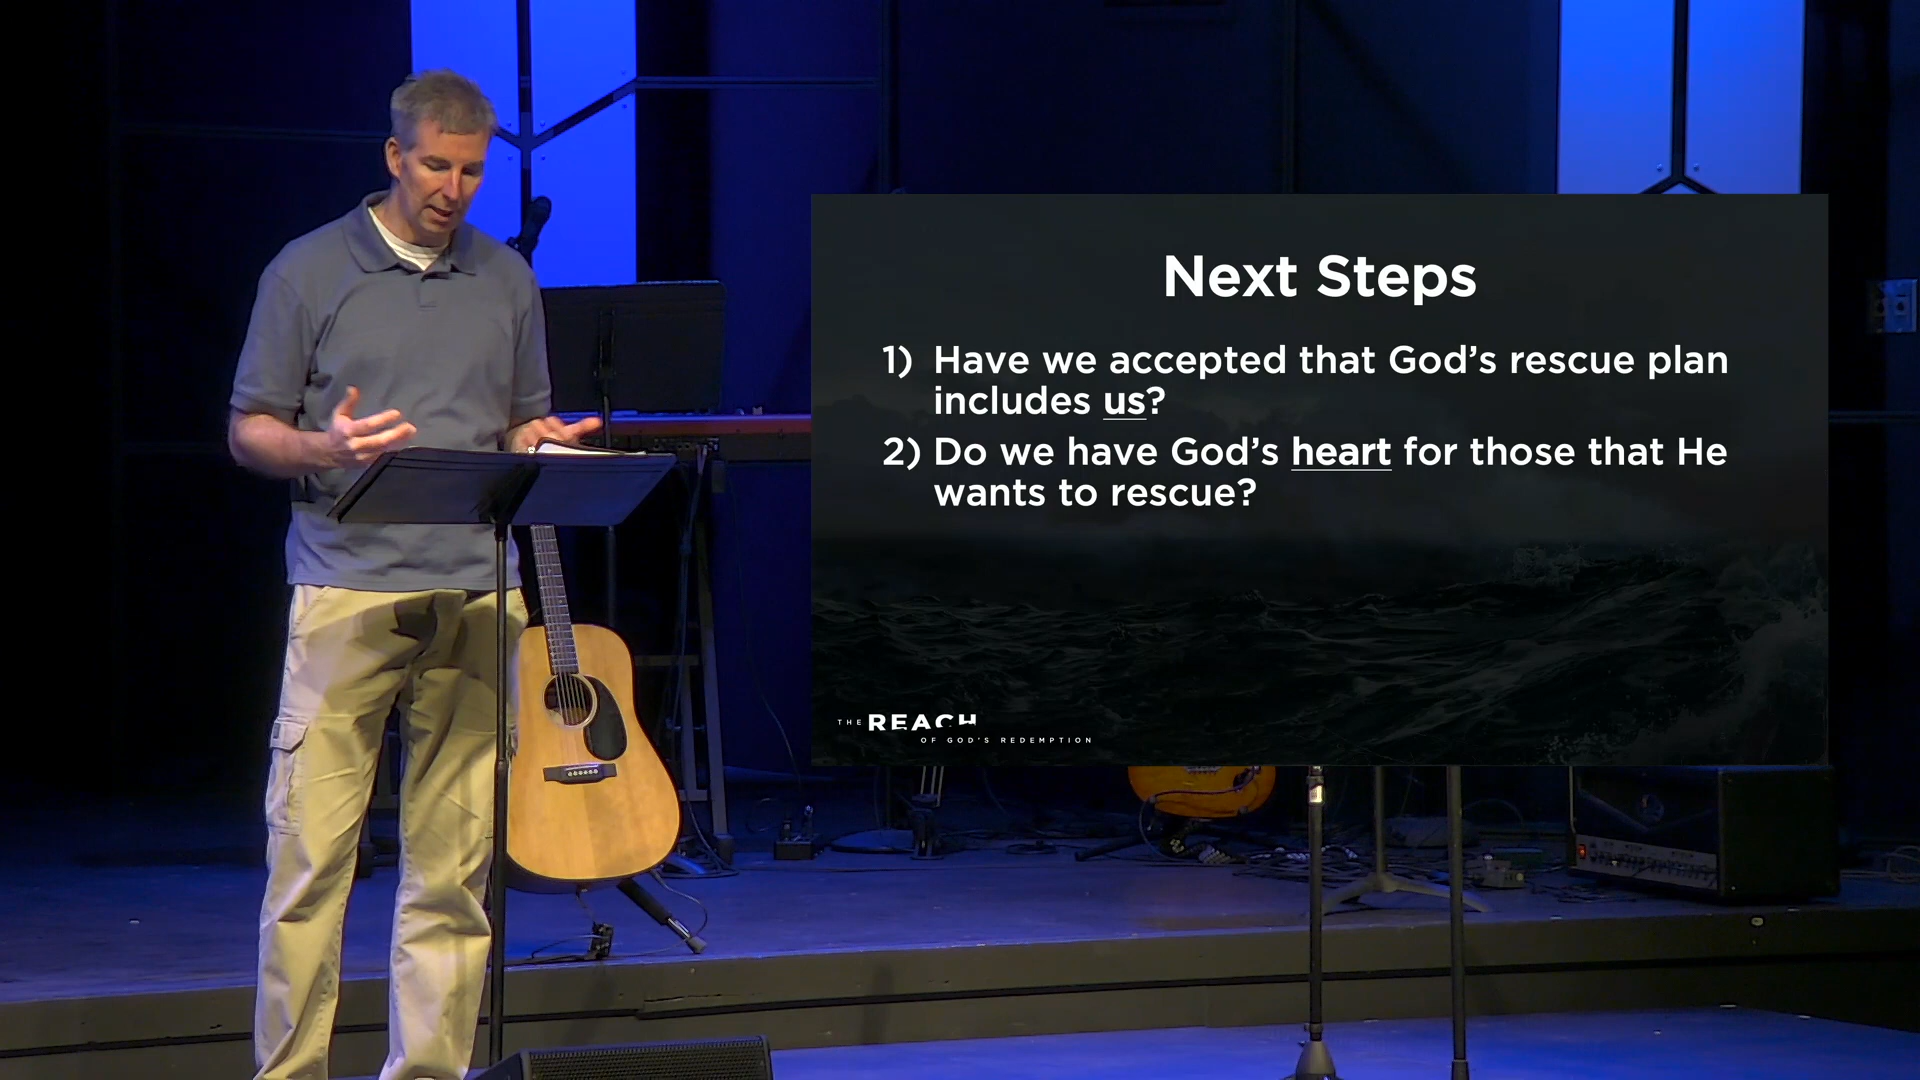 Next Steps
1) Have we accepted that God's rescue plan
includes us?
2) Do we have God's heart for those that He
wants to rescue?
THE REACH
OF GOD'S REDEMPTION